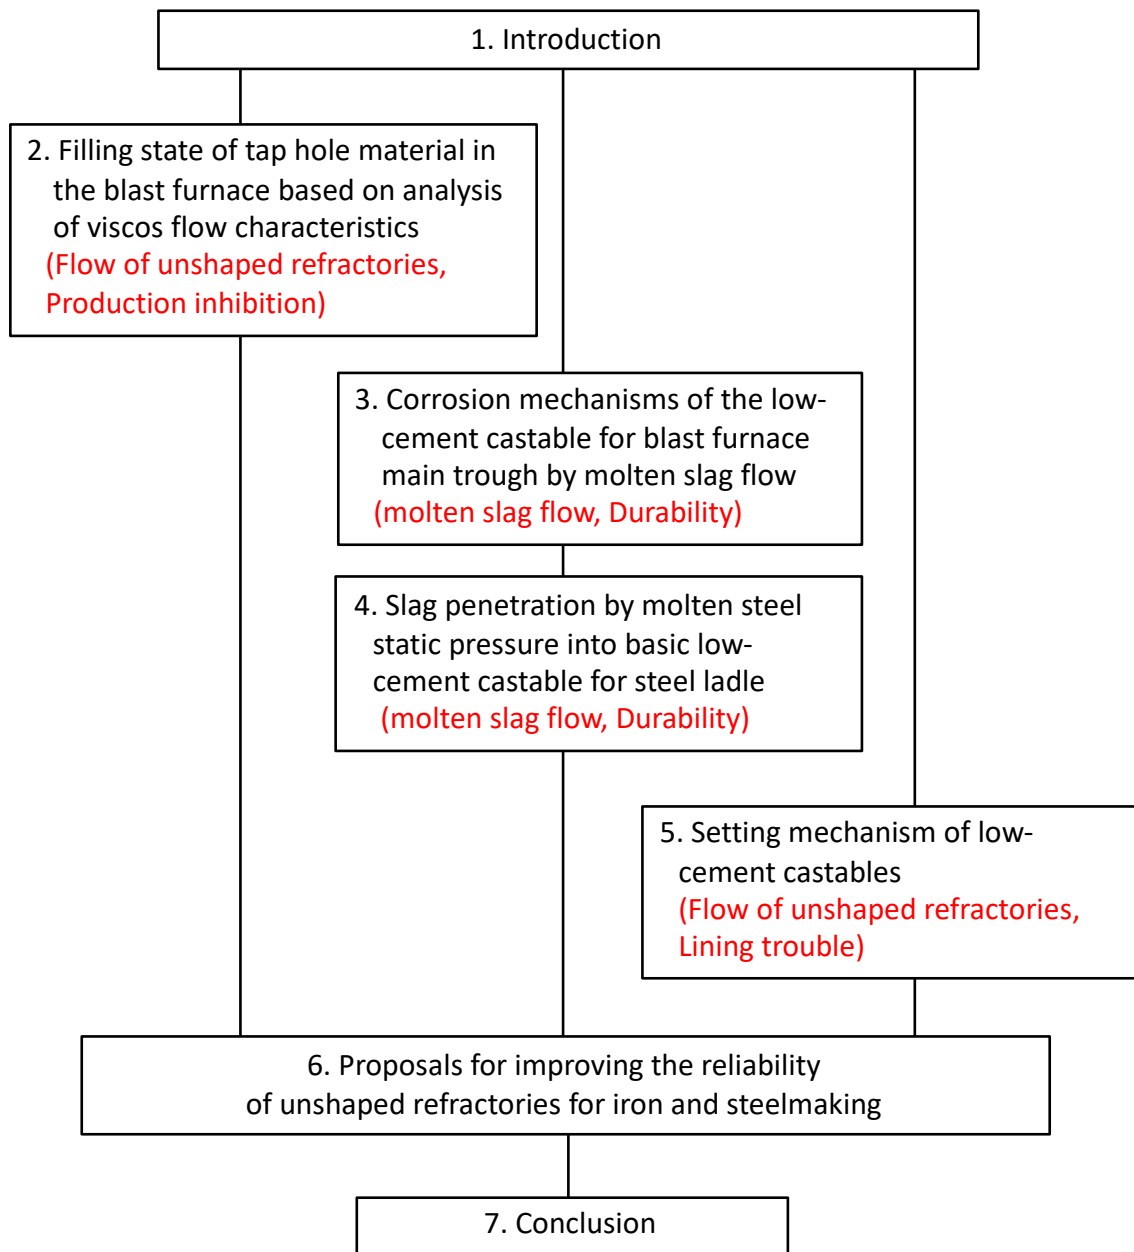 1. Introduction
2. Filling state of tap hole material in
the blast furnace based on analysis
of viscos flow characteristics
(Flow of unshaped refractories,
Production inhibition)
3. Corrosion mechanisms of the low-
cement castable for blast furnace
main trough by molten slag flow
(molten slag flow, Durability)
4. Slag penetration by molten steel
static pressure into basic low-
cement castable for steel ladle
(molten slag flow, Durability)
5. Setting mechanism of low-
cement castables
(Flow of unshaped refractories,
Lining trouble)
6. Proposals for improving the reliability
of unshaped refractories for iron and steelmaking
7. Conclusion